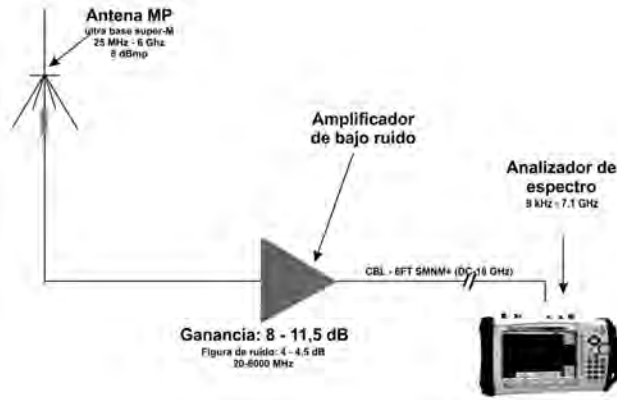 Antena MP
ultra base super-M
25 MHz - 6 Ghz
8 dBmp
Amplificador
de bajo ruido
Analizador de
espectro
9 kHz - 7.1 GHz
CBL - 6FT SMNM+ (DC-18 GHz)
Ganancia: 8 - 11,5 dB
Figura de ruido: 4 - 4,5 dB
20-6000 MHz